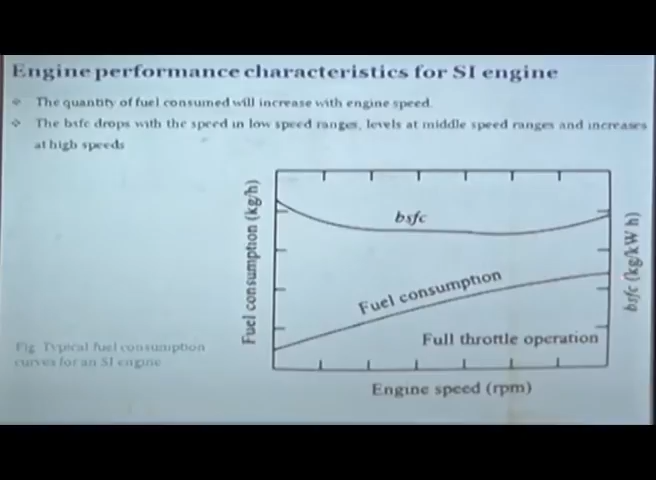 Engine performance characteristics for SI engine
The quantity of fuel consumed will increase with engine speed.
The bsfc drops with the speed in low speed ranges, levels at middle speed ranges and increases
at high speeds
Fuel consumption (kg/h)
bsfc
Fuel consumption
bsfc (kg/kW h)
Full throttle operation
Engine speed (rpm)
Fig. Typical fuel consumption
curves for an SI engine